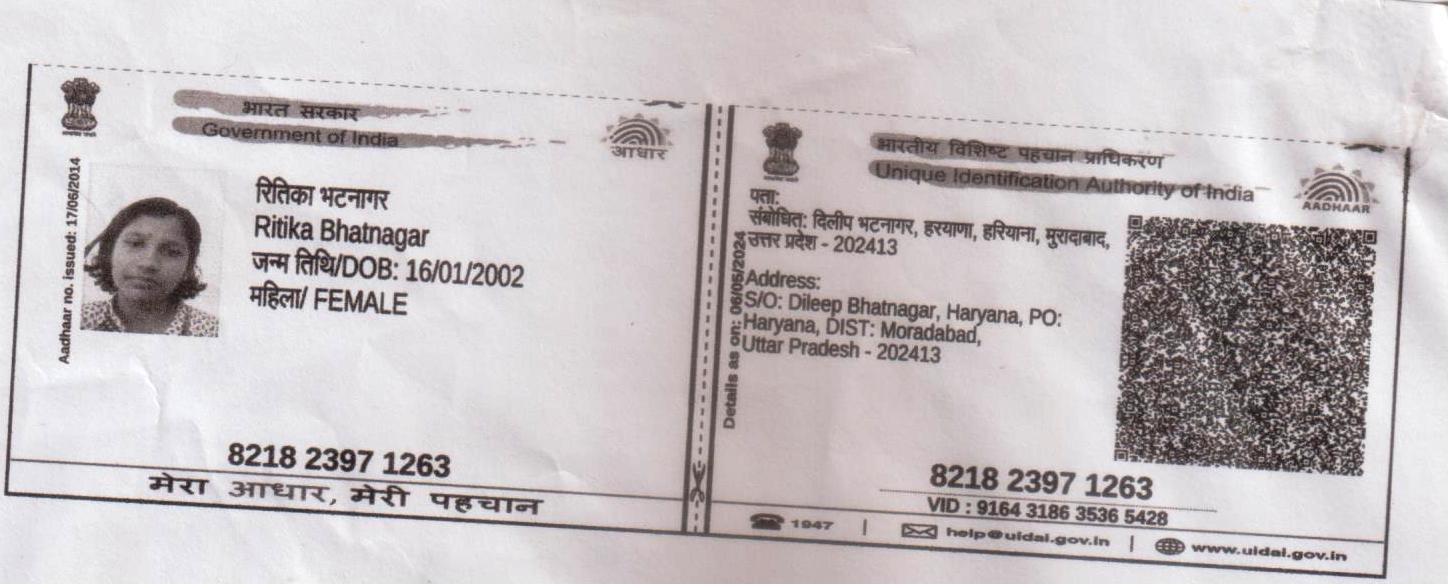 भारत सरकार
Government of India
आधार
Aadhaar no. issued: 17/06/2014
रितिका भटनागर
Ritika Bhatnagar
जन्म तिथि/DOB: 16/01/2002
महिला/ FEMALE
8218 2397 1263
मेरा आधार, मेरी पहचान
भारतीय विशिष्ट पहचान प्राधिकरण
Unique Identification Authority of India
AADHAAR
Details as on: 06/05/2024
पता:
संबोधित: दिलीप भटनागर, हरयाणा, हरियाना, मुरादाबाद,
उत्तर प्रदेश - 202413
Address:
S/O: Dileep Bhatnagar, Haryana, PO:
Haryana, DIST: Moradabad,
Uttar Pradesh - 202413
8218 2397 1263
VID : 9164 3186 3536 5428
1947 | help@uidai.gov.in | www.uidai.gov.in